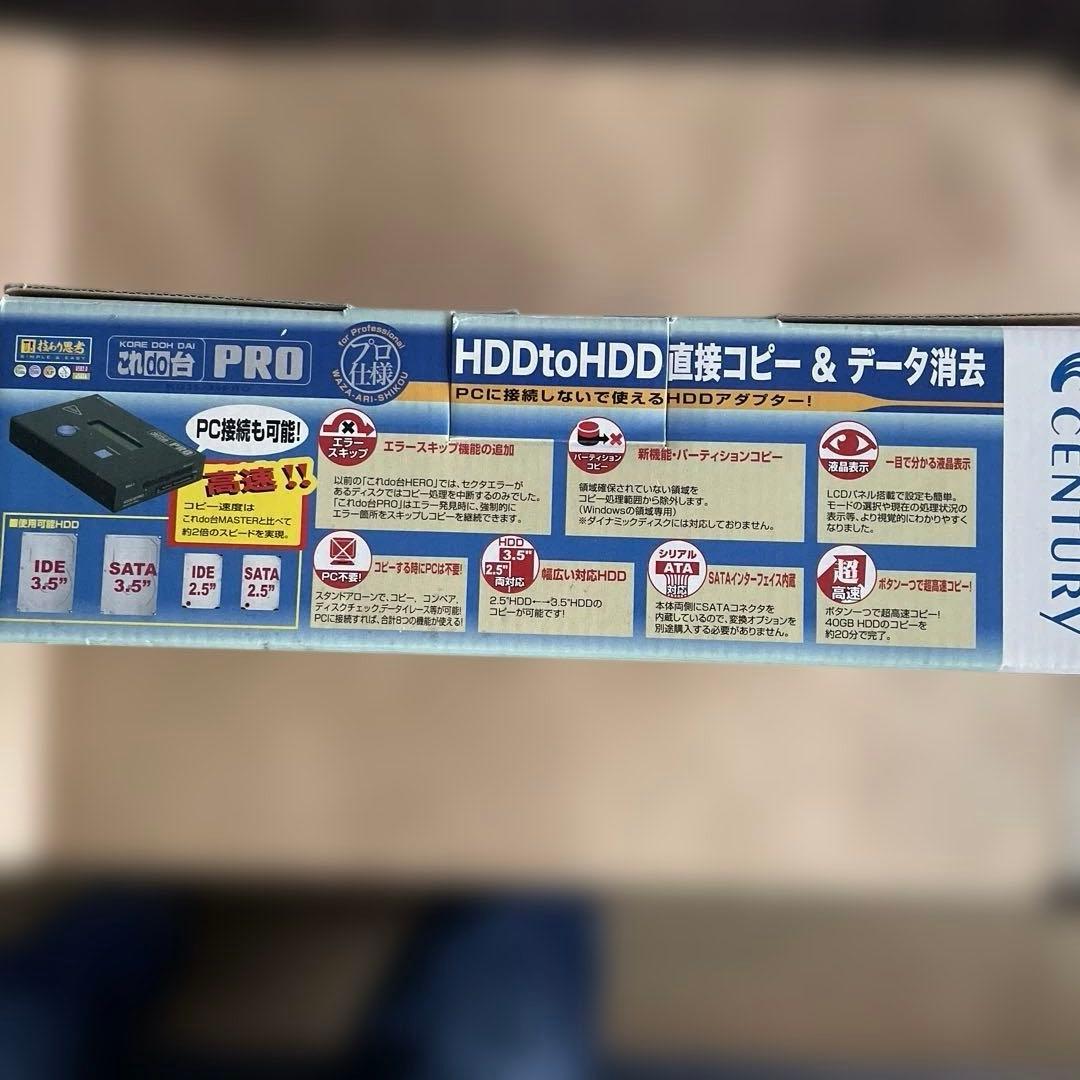 技あり思考
SIMPLE & EASY
KORE DOH DAI
これdo台
PRO
for Professional
プロ
仕様
WAZA-ARI-SHIKOU
HDDtoHDD直接コピー & データ消去
PCに接続しないで使えるHDDアダプター!
CENTURY
PC接続も可能!
高速!!
コピー速度は
これdo台MASTERと比べて
約2倍のスピードを実現。
■使用可能HDD
IDE
3.5"
SATA
3.5"
IDE
2.5"
SATA
2.5"
エラー
スキップ
エラースキップ機能の追加
以前の「これdo台HERO」では、セクタエラーが
あるディスクではコピー処理を中断するのみでした。
「これdo台PRO」はエラー発見時に、強制的に
エラー箇所をスキップしコピーを継続できます。
パーティション
コピー
新機能・パーティションコピー
領域確保されていない領域を
コピー処理範囲から除外します。
(Windowsの領域専用)
※ダイナミックディスクには対応しておりません。
液晶表示
一目で分かる液晶表示
LCDパネル搭載で設定も簡単。
モードの選択や現在の処理状況の
表示等、より視覚的にわかりやすく
なりました。
PC不要!
コピーする時にPCは不要!
スタンドアローンで、コピー、コンペア、
ディスクチェック、データイレース等が可能!
PCに接続すれば、合計8つの機能が使える!
HDD
3.5"
2.5"
両対応
幅広い対応HDD
2.5"HDD←→3.5"HDDの
コピーが可能です!
シリアル
ATA
対応
SATAインターフェイス内蔵
本体両側にSATAコネクタを
内蔵しているので、変換オプションを
別途購入する必要がありません。
超
高速
ボタン一つで超高速コピー!
ボタン一つで超高速コピー!
40GB HDDのコピーを
約20分で完了。